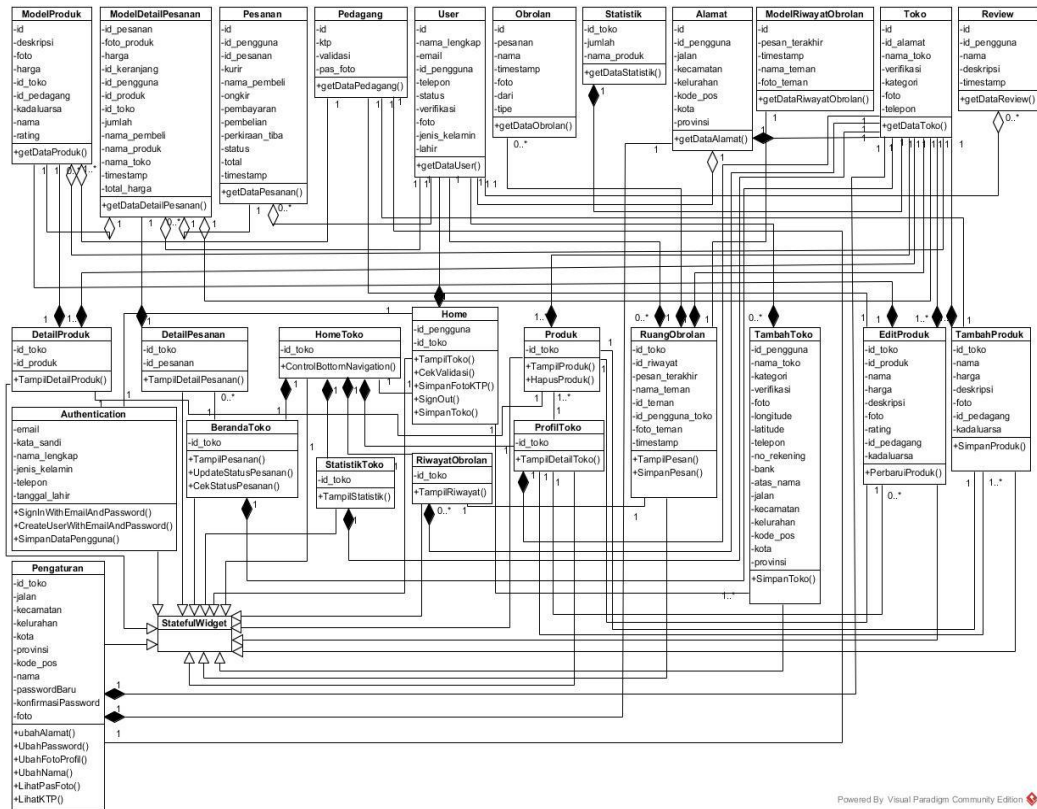 ModelProduk
-id
-deskripsi
-foto
-harga
-id_toko
-id_pedagang
-kadaluarsa
-nama
-rating
+getDataProduk()
ModelDetailPesanan
-id_pesanan
-foto_produk
-harga
-id_keranjang
-id_pengguna
-id_produk
-id_toko
-jumlah
-nama_pembeli
-nama_produk
-nama_toko
-timestamp
-total_harga
+getDataDetailPesanan()
Pesanan
-id
-id_pengguna
-id_pesanan
-kurir
-nama_pembeli
-ongkir
-pembayaran
-pembelian
-perkiraan_tiba
-status
-total
-timestamp
+getDataPesanan()
Pedagang
-id
-ktp
-validasi
-pas_foto
+getDataPedagang()
User
-id
-nama_lengkap
-email
-id_pengguna
-telepon
-status
-verifikasi
-foto
-jenis_kelamin
-lahir
+getDataUser()
Obrolan
-id
-pesanan
-nama
-timestamp
-foto
-dari
-tipe
+getDataObrolan()
Statistik
-id_toko
-jumlah
-nama_produk
+getDataStatistik()
Alamat
-id
-id_pengguna
-jalan
-kecamatan
-kelurahan
-kode_pos
-kota
-provinsi
+getDataAlamat()
ModelRiwayatObrolan
-id
-pesan_terakhir
-timestamp
-nama_teman
-foto_teman
+getDataRiwayatObrolan()
Toko
-id
-id_alamat
-nama_toko
-verifikasi
-kategori
-foto
-telepon
+getDataToko()
Review
-id
-id_pengguna
-nama
-deskripsi
-timestamp
+getDataReview()
DetailProduk
-id_toko
-id_produk
+TampilDetailProduk()
DetailPesanan
-id_toko
-id_pesanan
+TampilDetailPesanan()
HomeToko
-id_toko
+ControlBottomNavigation()
Home
-id_pengguna
-id_toko
+TampilToko()
+CekValidasi()
+SimpanFotoKTP()
+SignOut()
+SimpanToko()
Produk
-id_toko
+TampilProduk()
+HapusProduk()
RuangObrolan
-id_toko
-id_riwayat
-pesan_terakhir
-nama_teman
-id_teman
-id_pengguna_toko
-foto_teman
-timestamp
+TampilPesan()
+SimpanPesan()
TambahToko
-id_pengguna
-nama_toko
-kategori
-verifikasi
-foto
-longitude
-latitude
-telepon
-no_rekening
-bank
-atas_nama
-jalan
-kecamatan
-kelurahan
-kode_pos
-kota
-provinsi
+SimpanToko()
EditProduk
-id_toko
-id_produk
-nama
-harga
-deskripsi
-foto
-rating
-id_pedagang
-kadaluarsa
+PerbaruiProduk()
TambahProduk
-id_toko
-nama
-harga
-deskripsi
-foto
-id_pedagang
-kadaluarsa
+SimpanProduk()
Authentication
-email
-kata_sandi
-nama_lengkap
-jenis_kelamin
-telepon
-tanggal_lahir
+SignInWithEmailAndPassword()
+CreateUserWithEmailAndPassword()
+SimpanDataPengguna()
BerandaToko
-id_toko
+TampilPesanan()
+UpdateStatusPesanan()
+CekStatusPesanan()
StatistikToko
-id_toko
+TampilStatistik()
RiwayatObrolan
-id_toko
+TampilRiwayat()
ProfilToko
-id_toko
+TampilDetailToko()
Pengaturan
-id_toko
-jalan
-kecamatan
-kelurahan
-kota
-provinsi
-kode_pos
-nama
-passwordBaru
-konfirmasiPassword
-foto
+ubahAlamat()
+UbahPassword()
+UbahFotoProfil()
+UbahNama()
+LihatPasFoto()
+LihatKTP()
StatefulWidget
Powered By Visual Paradigm Community Edition